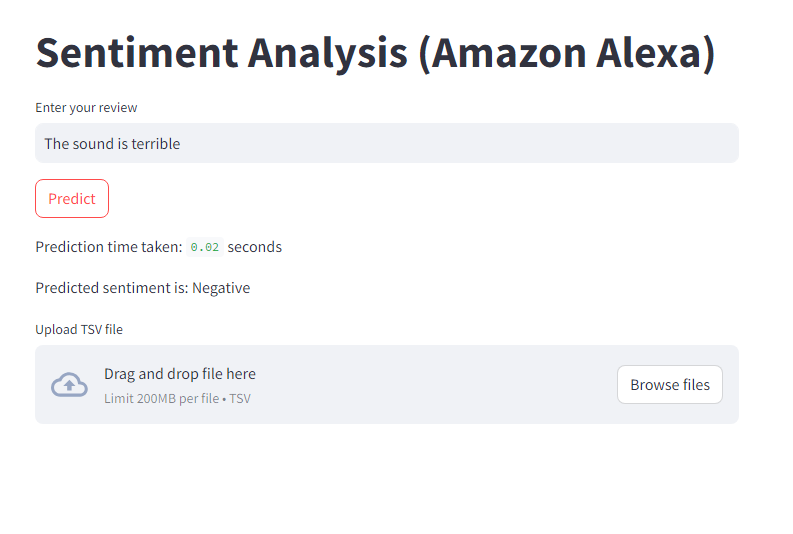 Sentiment Analysis (Amazon Alexa)
Enter your review
The sound is terrible
Predict
Prediction time taken: 0.02 seconds
Predicted sentiment is: Negative
Upload TSV file
Drag and drop file here
Limit 200MB per file • TSV
Browse files